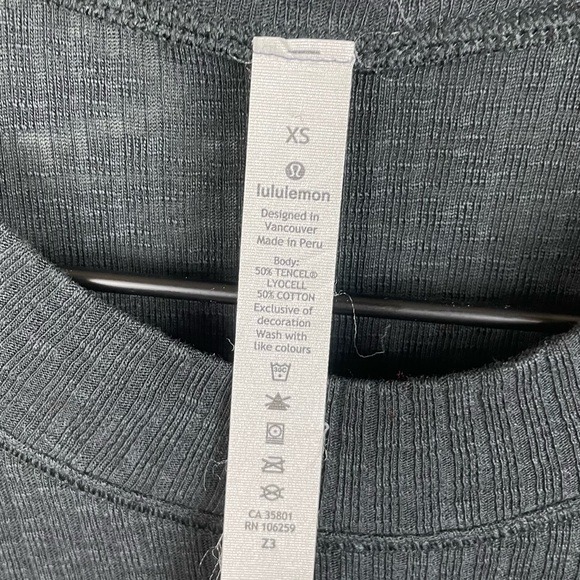 XS
lululemon
Designed in
Vancouver
Made in Peru
Body:
50% TENCEL®
LYOCELL
50% COTTON
Exclusive of
decoration
Wash with
like colours
30C
CA 35801
RN 106259
Z3